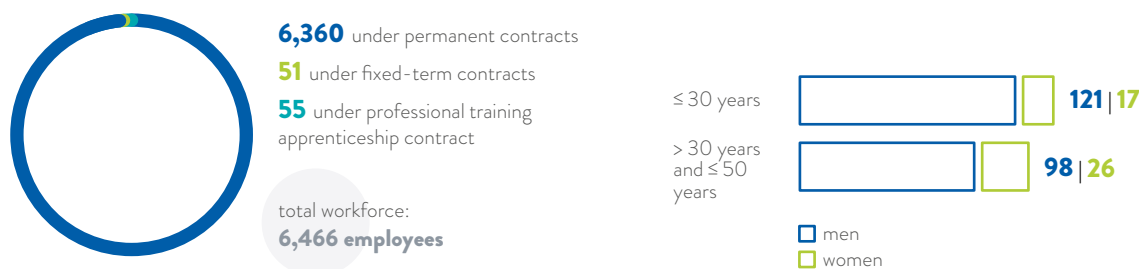 6,360 under permanent contracts
51 under fixed-term contracts
55 under professional training
apprenticeship contract
total workforce:
6,466 employees
≤ 30 years
121 | 17
> 30 years
and ≤ 50
years
98 | 26
men
women